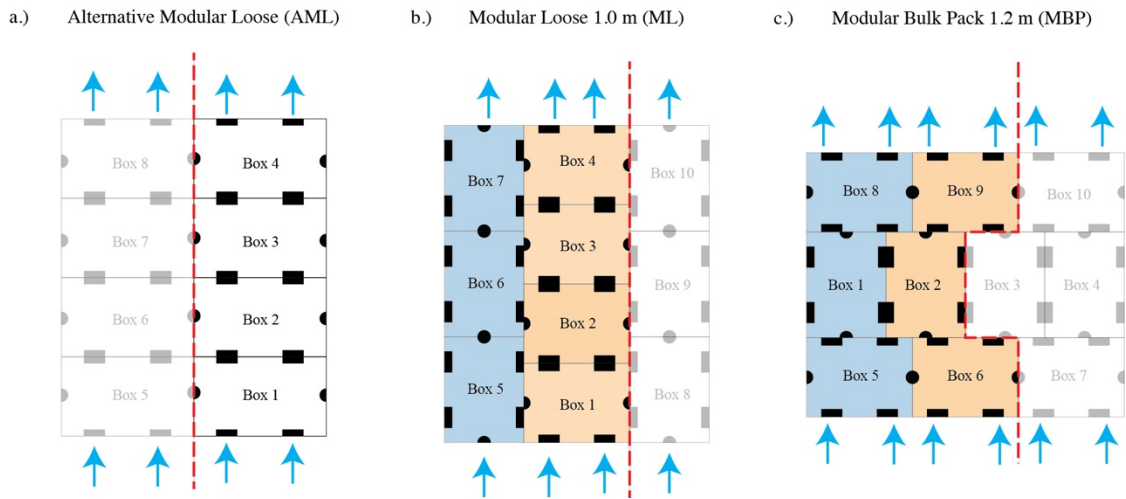 a.) Alternative Modular Loose (AML)
b.) Modular Loose 1.0 m (ML)
c.) Modular Bulk Pack 1.2 m (MBP)
Box 8 Box 4
Box 7 Box 3
Box 6 Box 2
Box 5 Box 1
Box 7 Box 4 Box 10
Box 6 Box 3 Box 9
Box 2
Box 5 Box 1 Box 8
Box 8 Box 9 Box 10
Box 1 Box 2 Box 3 Box 4
Box 5 Box 6 Box 7